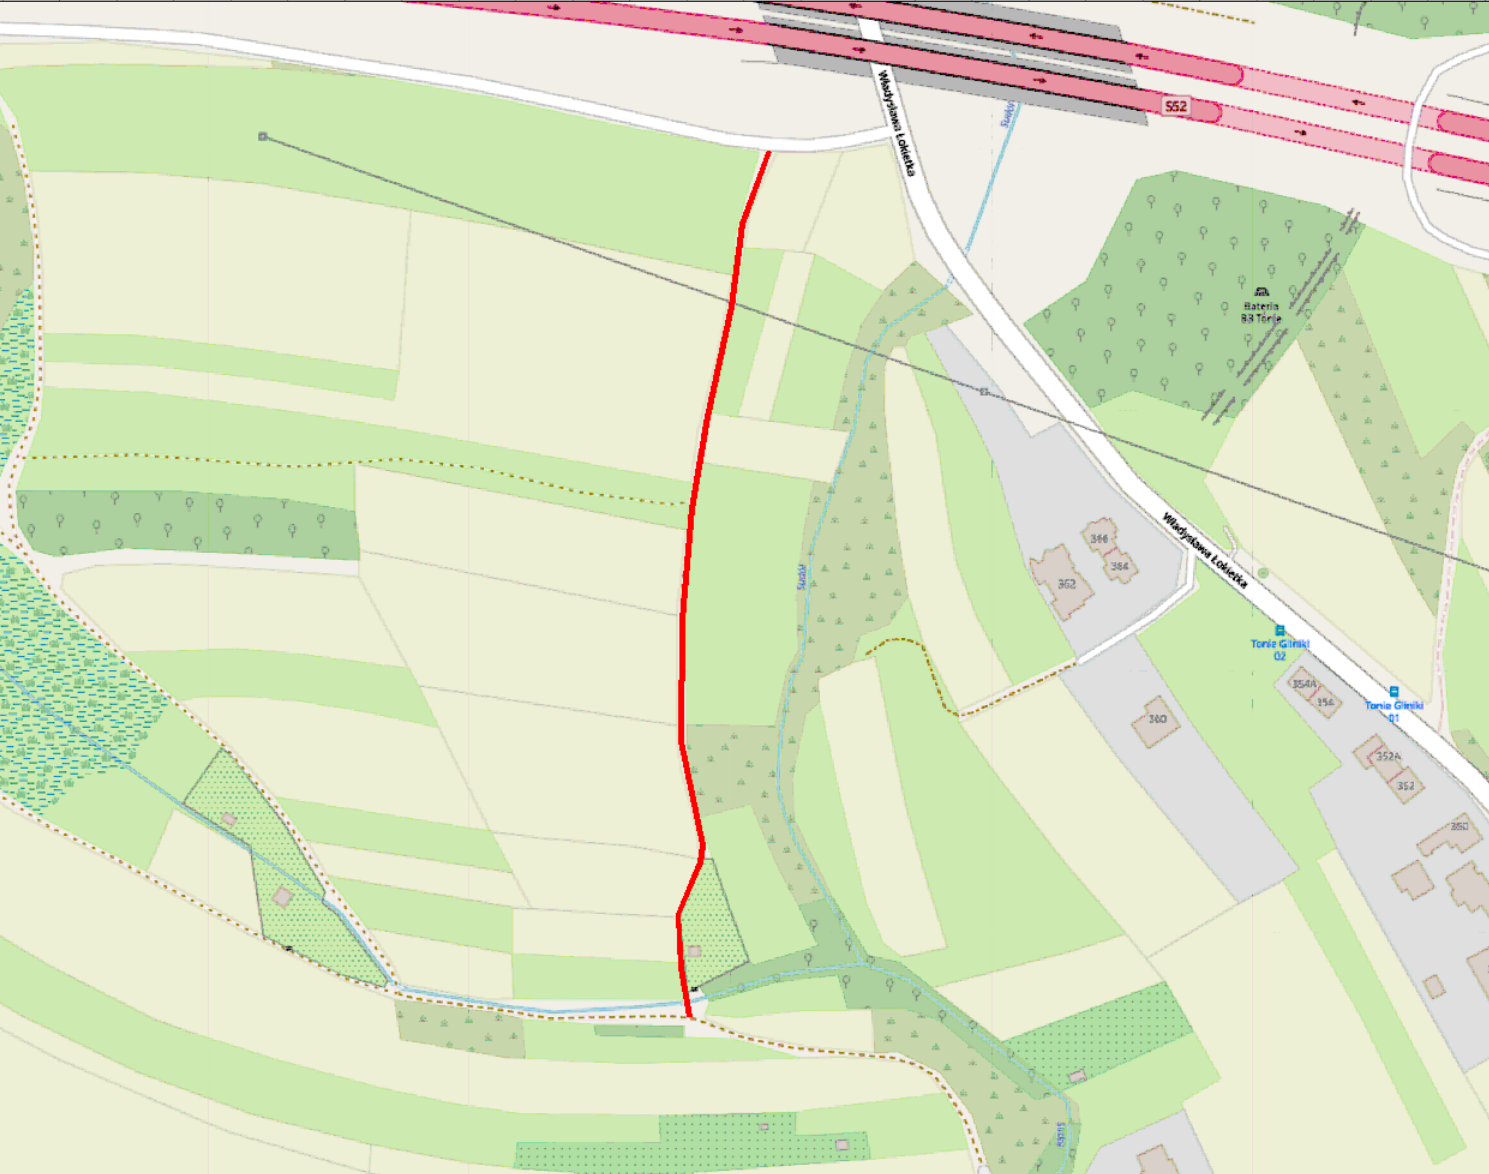 S52
Władysława Łokietka
Sudół
Bateria
B3 Tonie
Władysława Łokietka
366
364
362
Sudół
Tonie Gliniki
02
354A
354
Tonie Gliniki
01
360
352A
352
350
Sudół